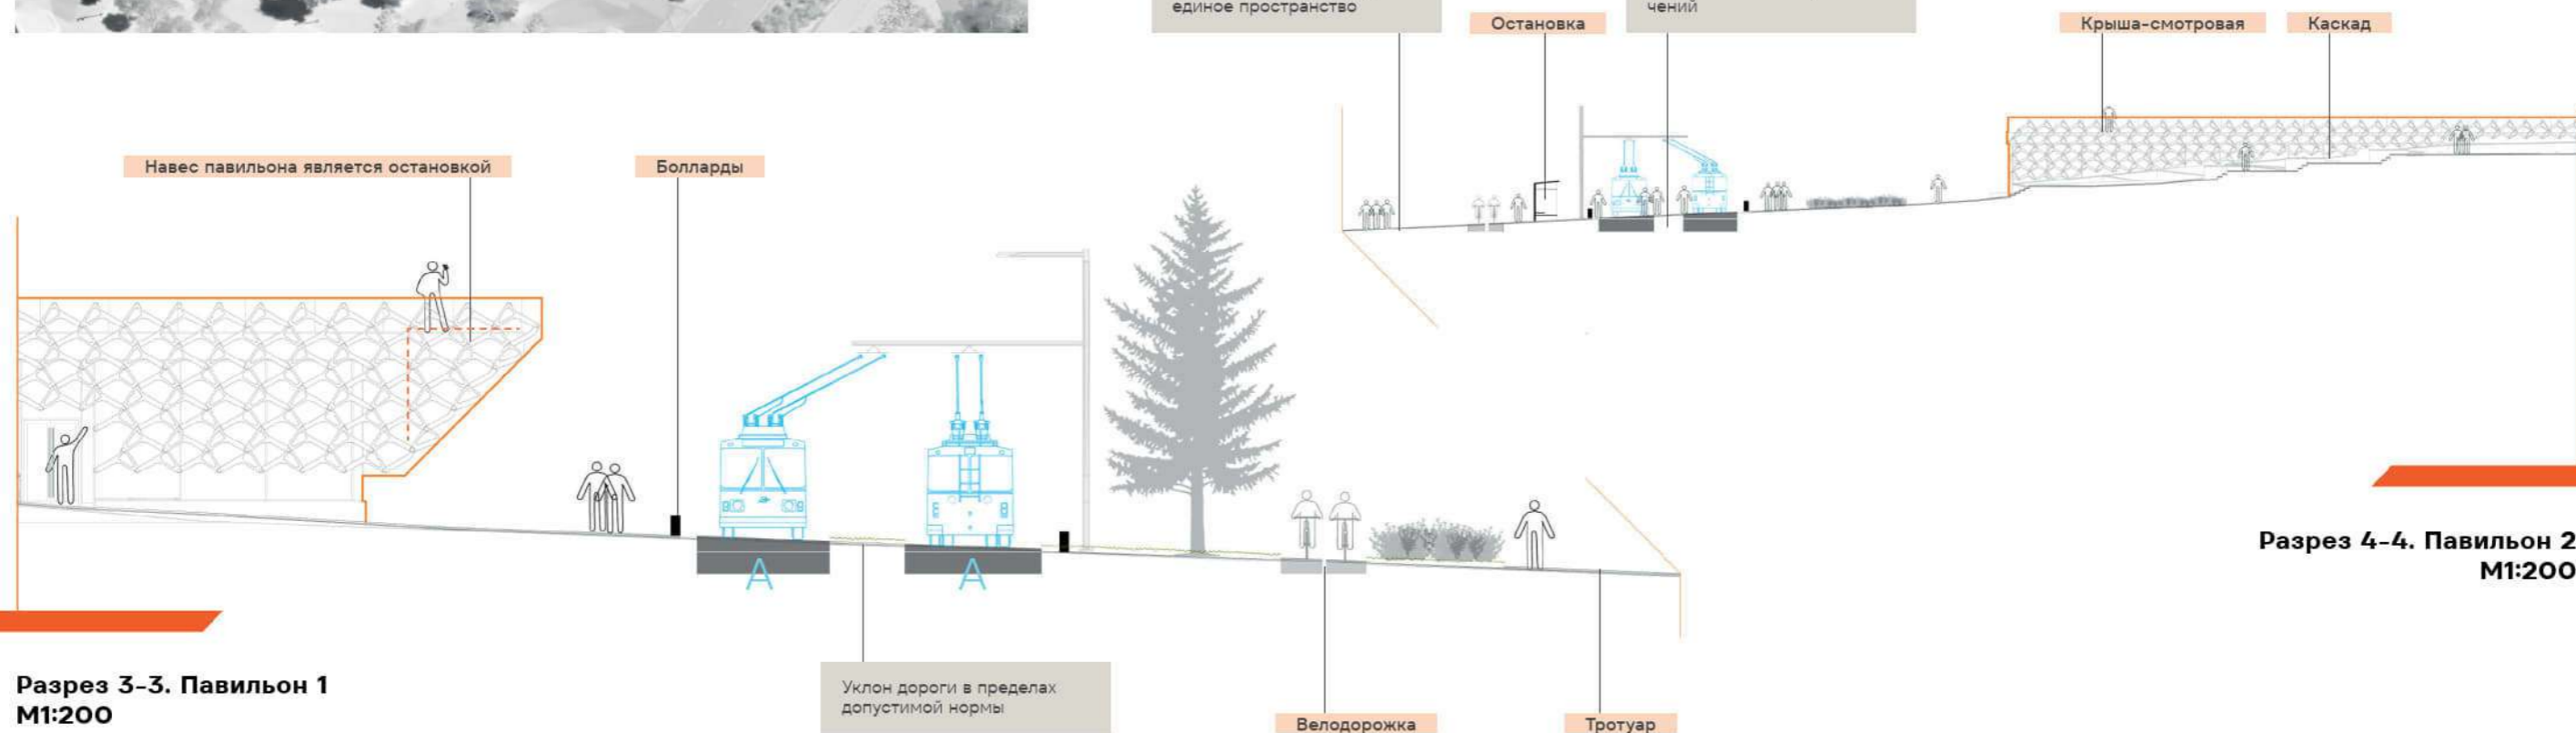 единое пространство
чений
Остановка
Крыша-смотровая
Каскад
Навес павильона является остановкой
Болларды
A
A
Разрез 4-4. Павильон 2
М1:200
Разрез 3-3. Павильон 1
М1:200
Уклон дороги в пределах
допустимой нормы
Велодорожка
Тротуар